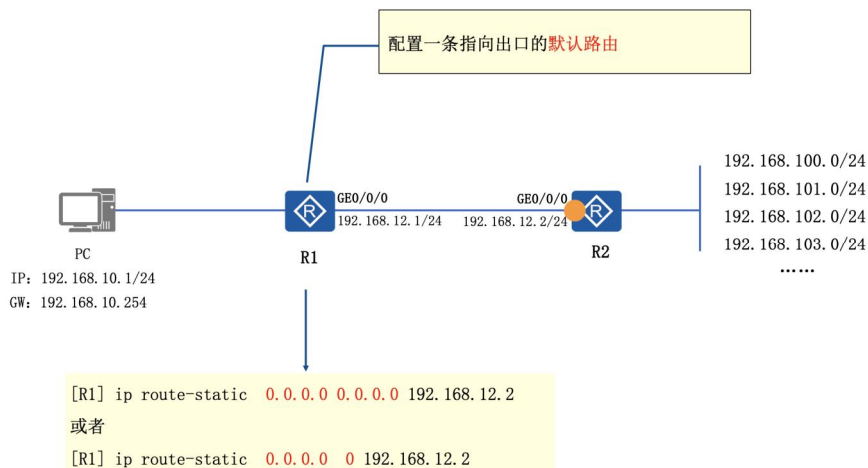 配置一条指向出口的默认路由
192.168.100.0/24
192.168.101.0/24
192.168.102.0/24
192.168.103.0/24
……
GE0/0/0
192.168.12.1/24
GE0/0/0
192.168.12.2/24
R
R
R1
R2
PC
IP: 192.168.10.1/24
GW: 192.168.10.254
[R1] ip route-static 0.0.0.0 0.0.0.0 192.168.12.2
或者
[R1] ip route-static 0.0.0.0 0 192.168.12.2